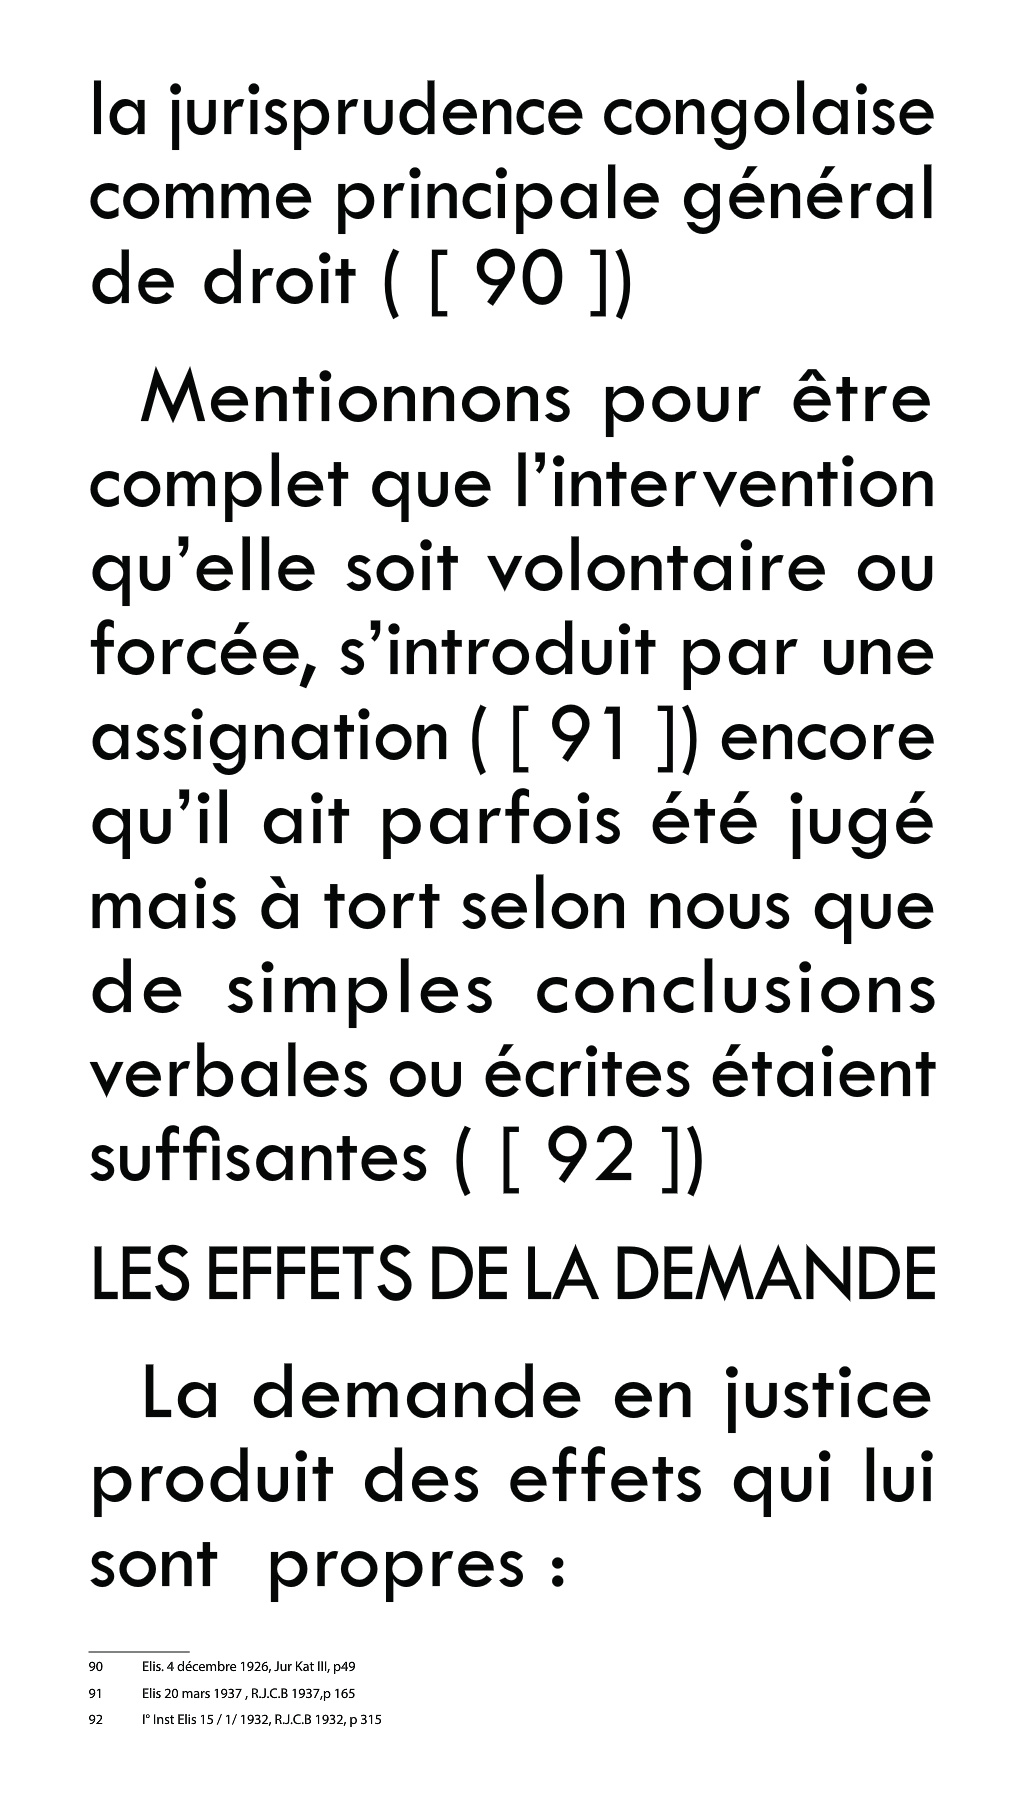 la jurisprudence congolaise
comme principale général
de droit ( [ 90 ])
Mentionnons pour être
complet que l’intervention
qu’elle soit volontaire ou
forcée, s’introduit par une
assignation ( [ 91 ]) encore
qu’il ait parfois été jugé
mais à tort selon nous que
de simples conclusions
verbales ou écrites étaient
suffisantes ( [ 92 ])
LES EFFETS DE LA DEMANDE
La demande en justice
produit des effets qui lui
sont propres :
90 Elis. 4 décembre 1926, Jur Kat III, p49
91 Elis 20 mars 1937 , R.J.C.B 1937,p 165
92 I° Inst Elis 15 / 1/ 1932, R.J.C.B 1932, p 315